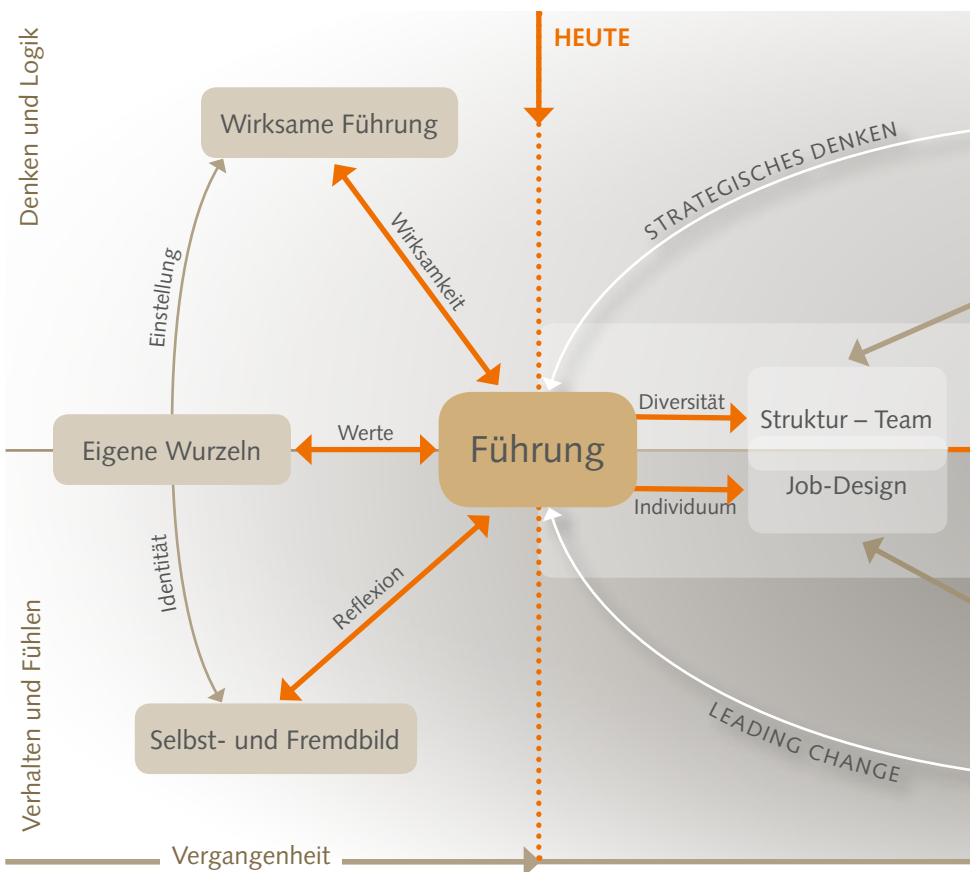 Denken und Logik
HEUTE
Wirksame Führung
STRATEGISCHES DENKEN
Wirksamkeit
Einstellung
Diversität
Struktur – Team
Werte
Eigene Wurzeln
Führung
Job-Design
Individuum
Identität
Reflexion
Verhalten und Fühlen
Selbst- und Fremdbild
LEADING CHANGE
Vergangenheit